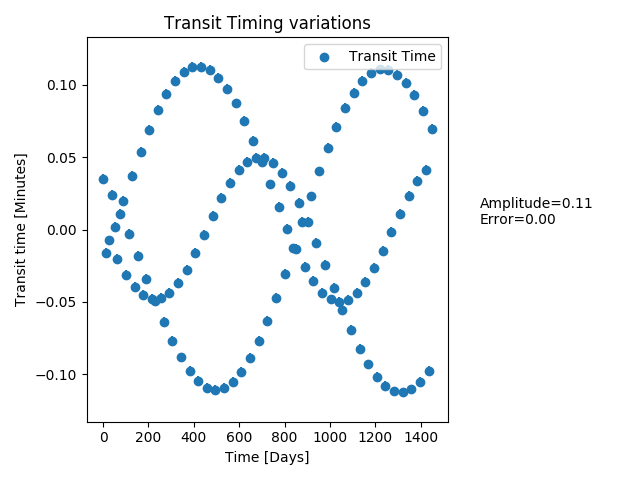 Transit Timing variations
Transit Time
Transit time [Minutes]
0.10
0.05
0.00
−0.05
−0.10
Amplitude=0.11
Error=0.00
0 200 400 600 800 1000 1200 1400
Time [Days]